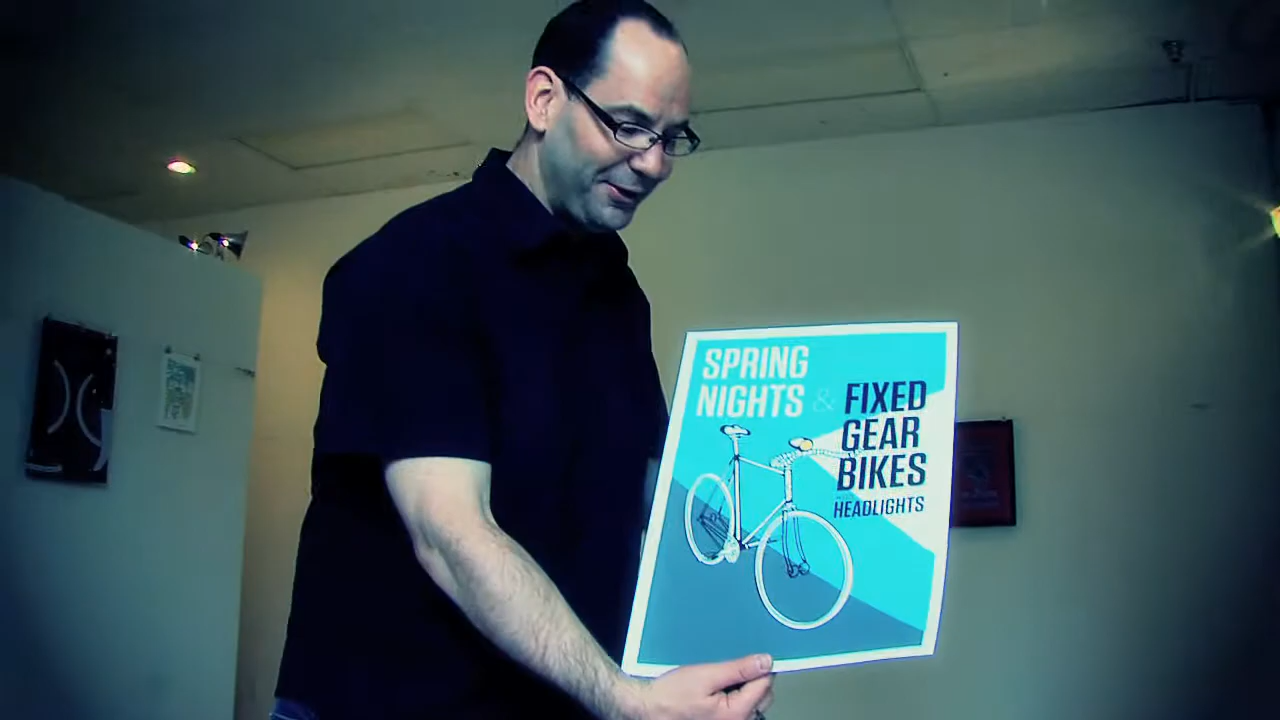 SPRING
NIGHTS &
FIXED
GEAR
BIKES
HEADLIGHTS